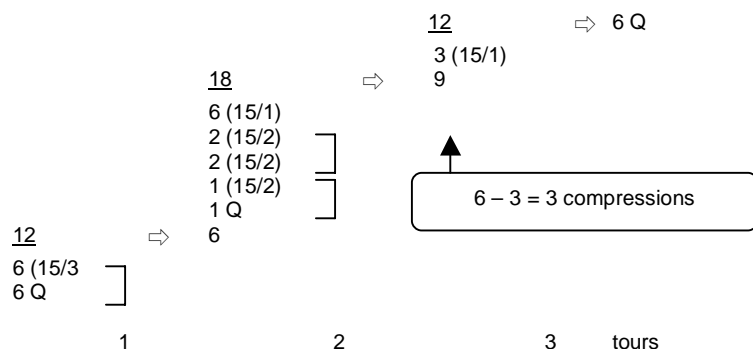 12 ⇨ 6 Q
3 (15/1)
9
18 ⇨
6 (15/1)
2 (15/2)
2 (15/2)
1 (15/2)
1 Q
6
6 – 3 = 3 compressions
12 ⇨
6 (15/3
6 Q
1 2 3 tours